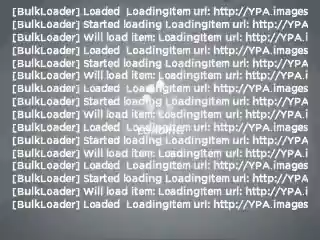 [BulkLoader] Loaded LoadingItem url: http://YPA.images
[BulkLoader] Started loading LoadingItem url: http://YPA
[BulkLoader] Will load item: LoadingItem url: http://YPA.i
[BulkLoader] Loaded LoadingItem url: http://YPA.images
[BulkLoader] Started loading LoadingItem url: http://YPA
[BulkLoader] Will load item: LoadingItem url: http://YPA.i
[BulkLoader] Loaded LoadingItem url: http://YPA.images
[BulkLoader] Started loading LoadingItem url: http://YPA
[BulkLoader] Will load item: LoadingItem url: http://YPA.i
[BulkLoader] Loaded LoadingItem url: http://YPA.images
[BulkLoader] Started loading LoadingItem url: http://YPA
[BulkLoader] Will load item: LoadingItem url: http://YPA.i
[BulkLoader] Loaded LoadingItem url: http://YPA.images
[BulkLoader] Started loading LoadingItem url: http://YPA
[BulkLoader] Will load item: LoadingItem url: http://YPA.i
[BulkLoader] Loaded LoadingItem url: http://YPA.images